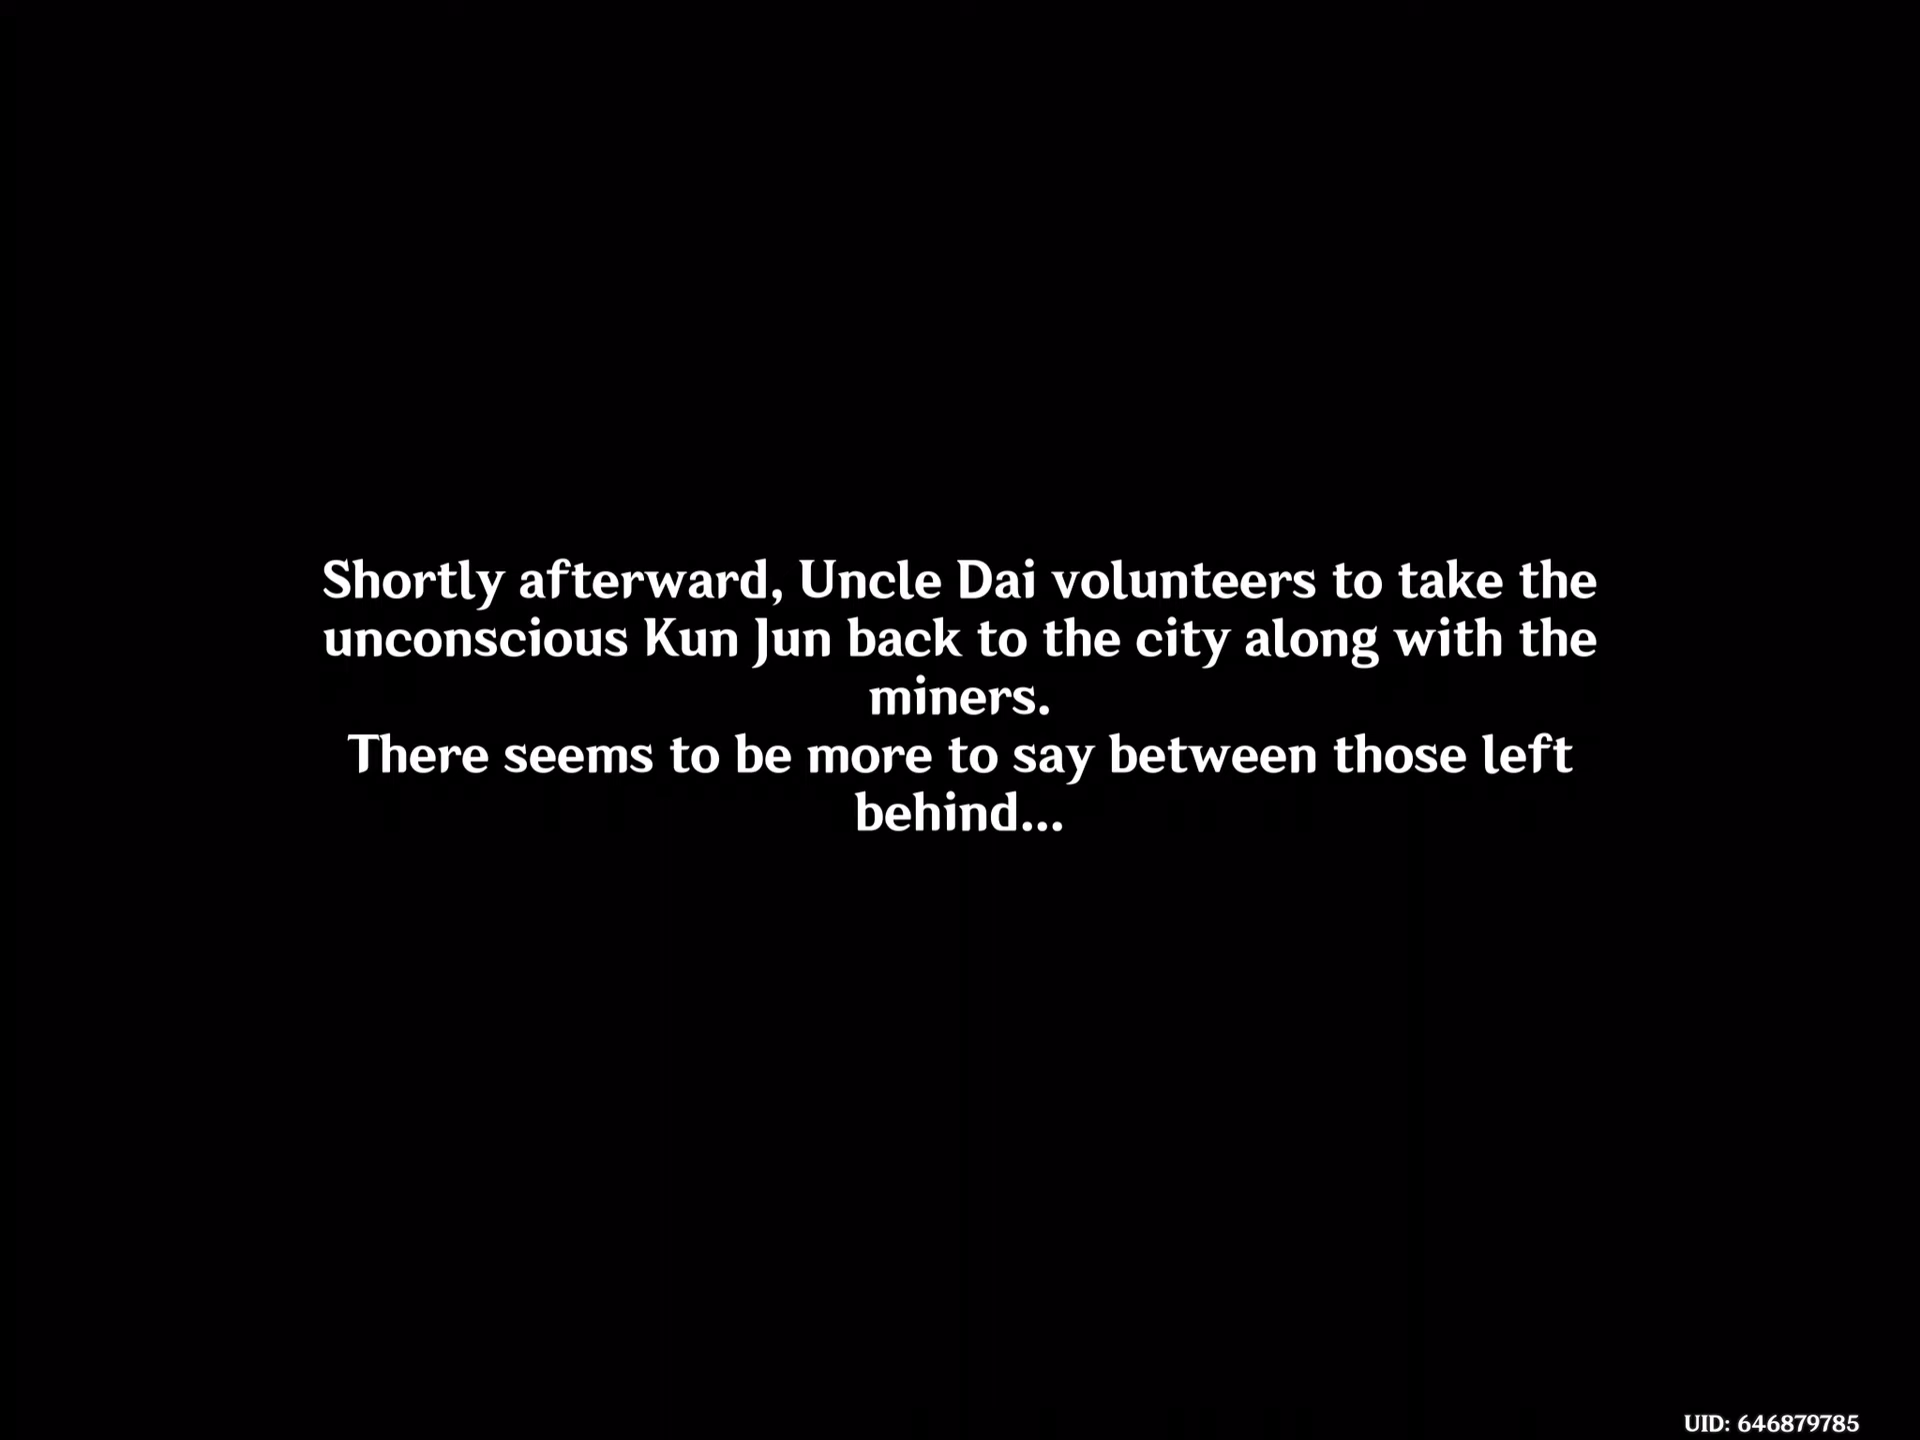 Shortly afterward, Uncle Dai volunteers to take the
unconscious Kun Jun back to the city along with the
miners.
There seems to be more to say between those left
behind...
UID: 646879785